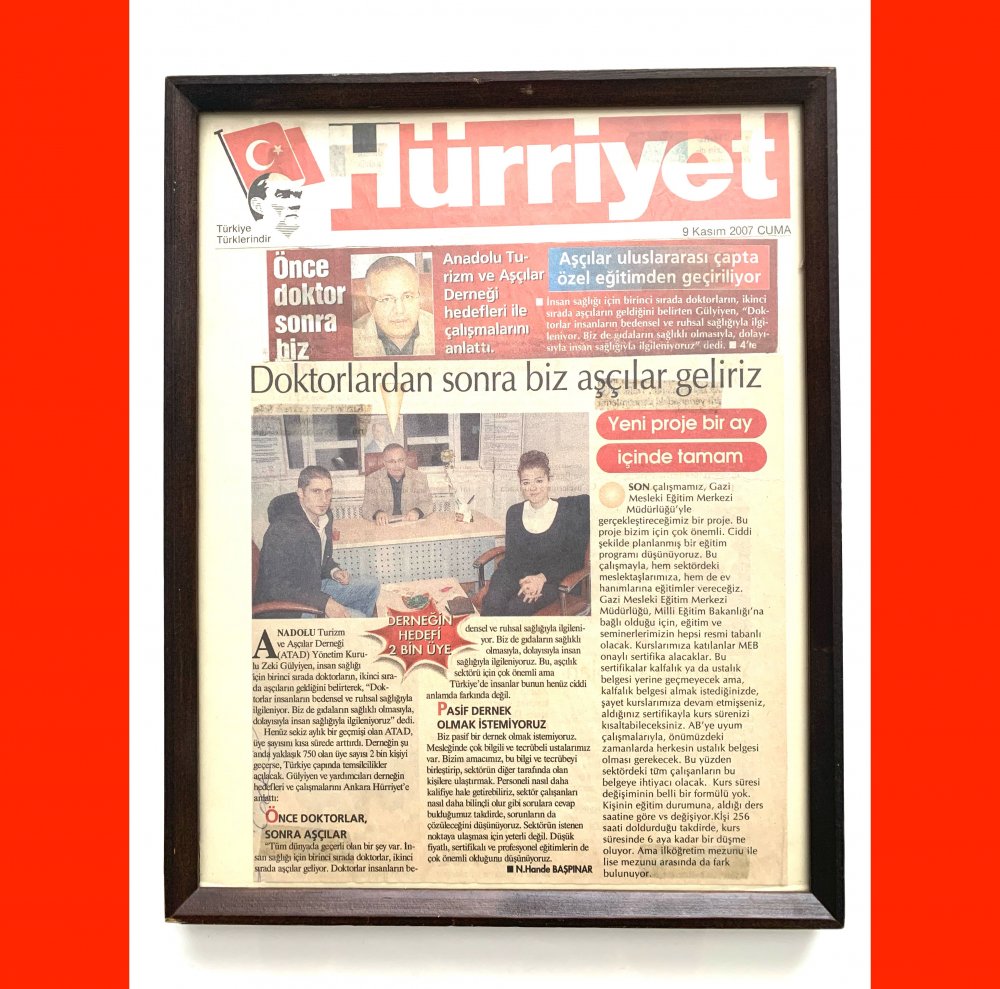 Hürriyet
Türkiye
Türklerindir
9 Kasım 2007 CUMA
Önce
doktor
sonra
biz
Anadolu Tu-
rizm ve Aşçılar
Derneği
hedefleri ile
çalışmalarını
anlattı.
Aşçılar uluslararası çapta
özel eğitimden geçiriliyor
■ İnsan sağlığı için birinci sırada doktorların, ikinci
sırada aşçıların geldiğini belirten Gülyiyen, “Dok-
torlar insanların bedensel ve ruhsal sağlığıyla ilgi-
leniyor. Biz de gıdaların sağlıklı olmasıyla, dolayı-
sıyla insan sağlığıyla ilgileniyoruz” dedi. ■ 4’te
Doktorlardan sonra biz aşçılar geliriz
DERNEĞİN
HEDEFİ
2 BİN ÜYE
ANADOLU Turizm
ve Aşçılar Derneği
(ATAD) Yönetim Kuru-
lu Zeki Gülyiyen, insan sağlığı
için birinci sırada doktorların, ikinci sıra-
da aşçıların geldiğini belirterek, “Dok-
torlar insanların bedensel ve ruhsal sağlığıyla
ilgileniyor. Biz de gıdaların sağlıklı olmasıyla,
dolayısıyla insan sağlığıyla ilgileniyoruz” dedi.
Henüz sekiz aylık bir geçmişi olan ATAD,
üye sayısını kısa sürede arttırdı. Derneğin şu
anda yaklaşık 750 olan üye sayısı 2 bin kişiyi
geçerse, Türkiye çapında temsilcilikler
açılacak. Gülyiyen ve yardımcıları derneğin
hedefleri ve çalışmalarını Ankara Hürriyet’e
anlattı:
ÖNCE DOKTORLAR,
SONRA AŞÇILAR
“Tüm dünyada geçerli olan bir şey var. İn-
san sağlığı için birinci sırada doktorlar, ikinci
sırada aşçılar geliyor. Doktorlar insanların be-
densel ve ruhsal sağlığıyla ilgileni-
yor. Biz de gıdaların sağlıklı
olmasıyla, dolayısıyla insan
sağlığıyla ilgileniyoruz. Bu, aşçılık
sektörü için çok önemli ama
Türkiye’de insanlar bunun henüz ciddi
anlamda farkında değil.
PASİF DERNEK
OLMAK İSTEMİYORUZ
Biz pasif bir dernek olmak istemiyoruz.
Mesleğinde çok bilgili ve tecrübeli ustalarımız
var. Bizim amacımız, bu bilgi ve tecrübeyi
birleştirip, sektörün diğer tarafında olan
kişilere ulaştırmak. Personeli nasıl daha
kalifiye hale getirebiliriz, sektör çalışanları
nasıl daha bilinçli olur gibi sorulara cevap
bulduğumuz takdirde, sorunların da
çözüleceğini düşünüyoruz. Sektörün istenen
noktaya ulaşması için yeterli değil. Düşük
fiyatlı, sertifikalı ve profesyonel eğitimlerin de
çok önemli olduğunu düşünüyoruz.
■ N.Hande BAŞPINAR
Yeni proje bir ay
içinde tamam
SON çalışmamız, Gazi
Mesleki Eğitim Merkezi
Müdürlüğü’yle
gerçekleştireceğimiz bir proje. Bu
proje bizim için çok önemli. Ciddi
şekilde planlanmış bir eğitim
programı düşünüyoruz. Bu
çalışmayla, hem sektördeki
meslektaşlarımıza, hem de ev
hanımlarına eğitimler vereceğiz.
Gazi Mesleki Eğitim Merkezi
Müdürlüğü, Milli Eğitim Bakanlığı’na
bağlı olduğu için, eğitim ve
seminerlerimizin hepsi resmi tabanlı
olacak. Kurslarımıza katılanlar MEB
onaylı sertifika alacaklar. Bu
sertifikalar kalfalık ya da ustalık
belgesi yerine geçmeyecek ama,
kalfalık belgesi almak istediğinizde,
şayet kurslarımıza devam etmişseniz,
aldığınız sertifikayla kurs sürenizi
kısaltabileceksiniz. AB’ye uyum
çalışmalarıyla, önümüzdeki
zamanlarda herkesin ustalık belgesi
olması gerekecek. Bu yüzden
sektördeki tüm çalışanların bu
belgeye ihtiyacı olacak. Kurs süresi
değişiminin belli bir formülü yok.
Kişinin eğitim durumuna, aldığı ders
saatine göre vs değişiyor.Kişi 256
saati doldurduğu takdirde, kurs
süresinde 6 aya kadar bir düşme
oluyor. Ama ilköğretim mezunu ile
lise mezunu arasında da fark
bulunuyor.